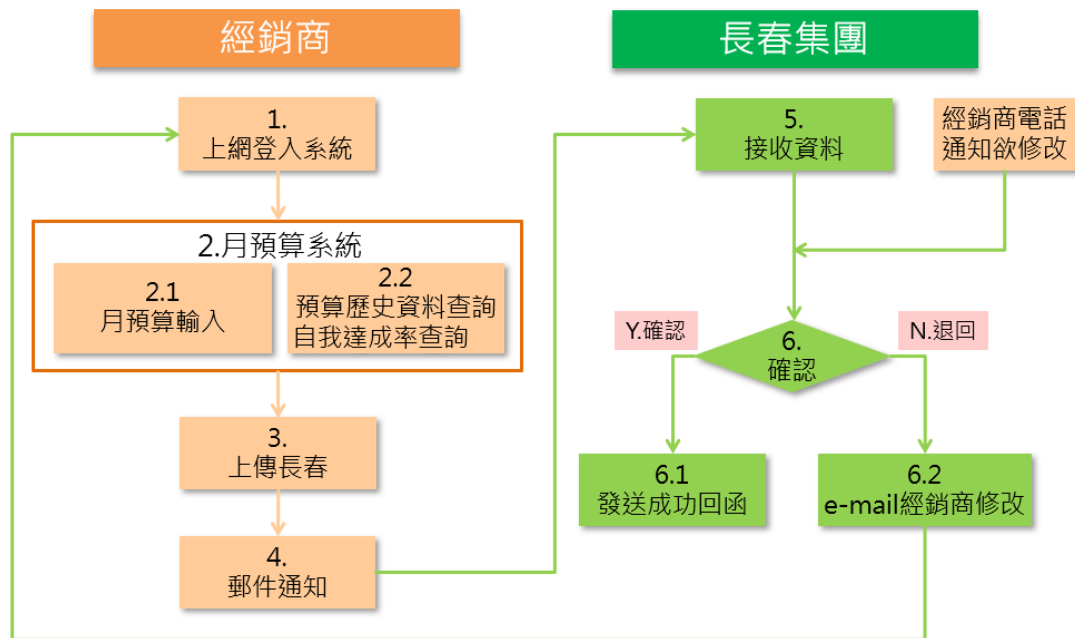 經銷商
長春集團
1.
上網登入系統
2.月預算系統
2.1
月預算輸入
2.2
預算歷史資料查詢
自我達成率查詢
3.
上傳長春
4.
郵件通知
5.
接收資料
經銷商電話
通知欲修改
6.
確認
Y.確認
N.退回
6.1
發送成功回函
6.2
e-mail經銷商修改